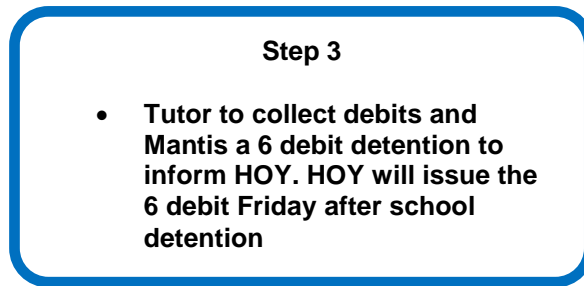 Step 3
• Tutor to collect debits and
Mantis a 6 debit detention to
inform HOY. HOY will issue the
6 debit Friday after school
detention